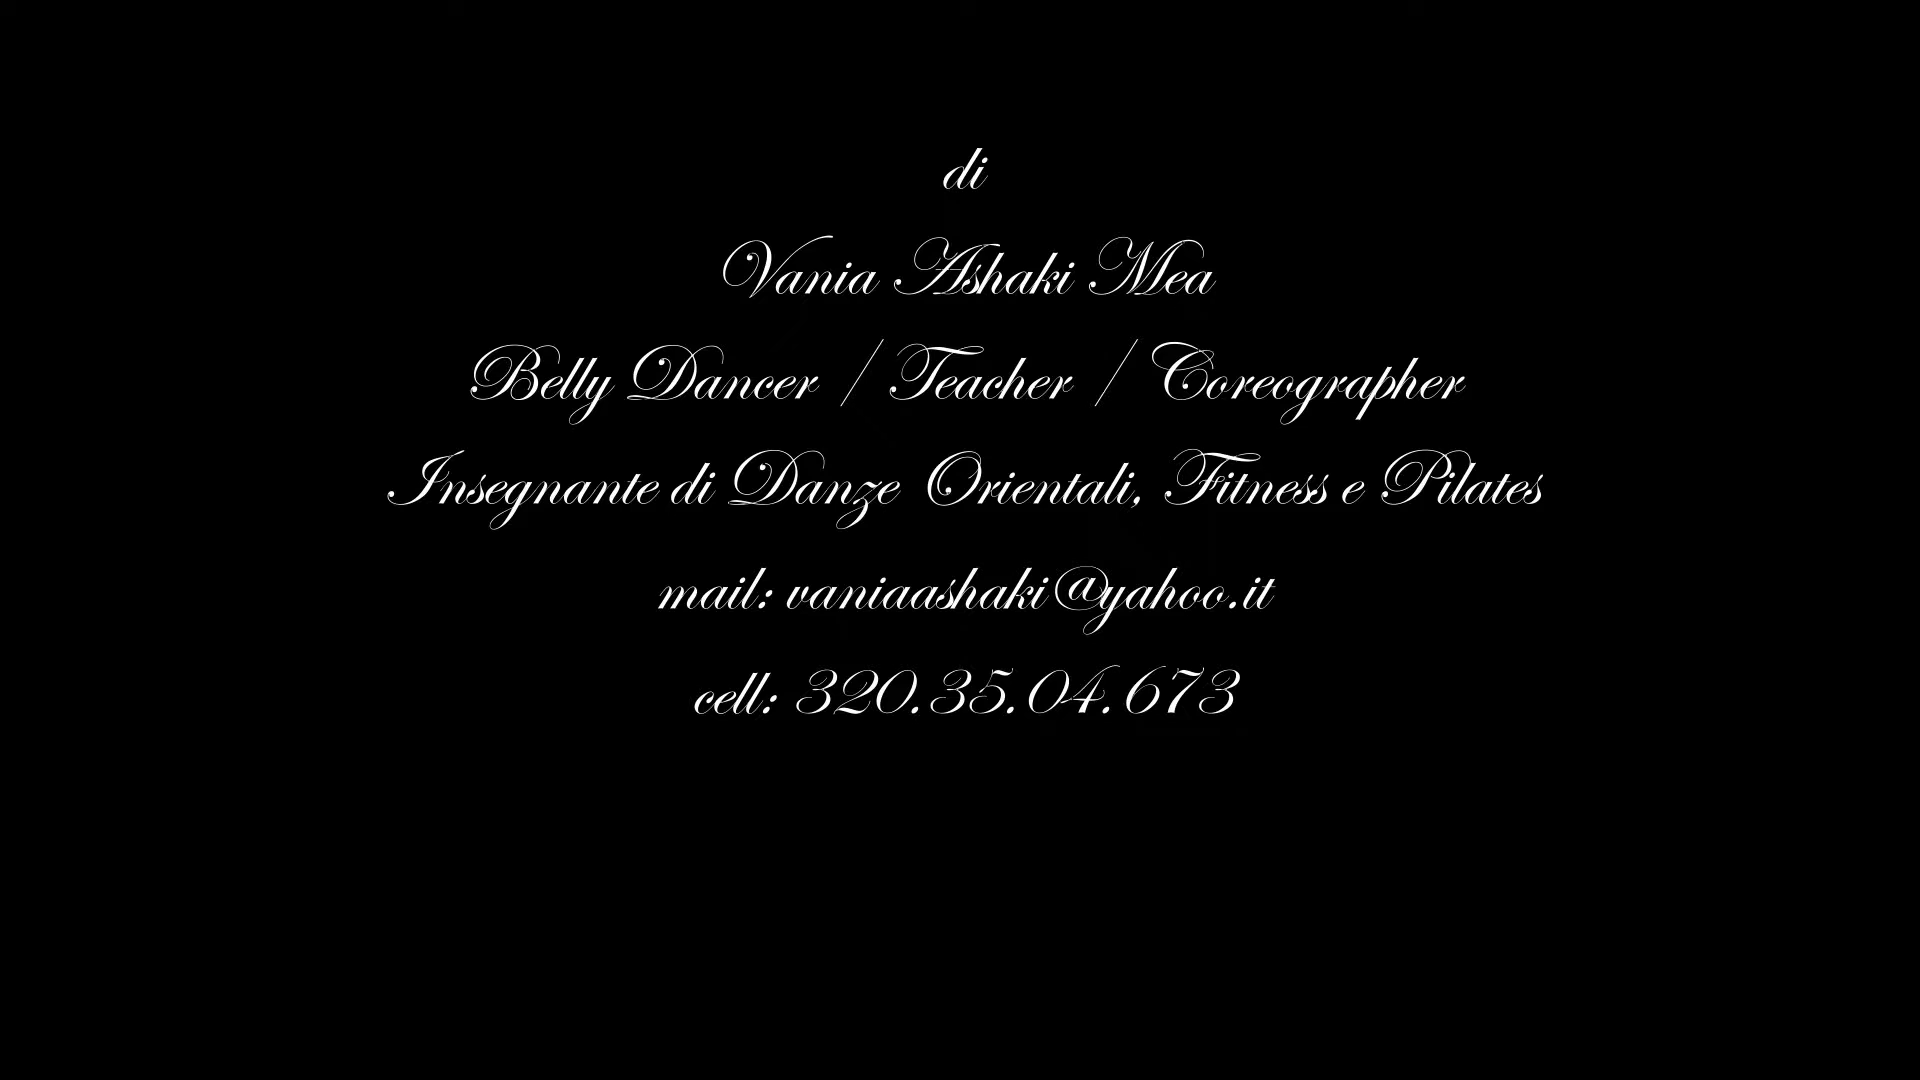 di
Vania Ashaki Mea
Belly Dancer / Teacher / Coreographer
Insegnante di Danze Orientali, Fitness e Pilates
mail: vaniaashaki@yahoo.it
cell: 320.35.04.673